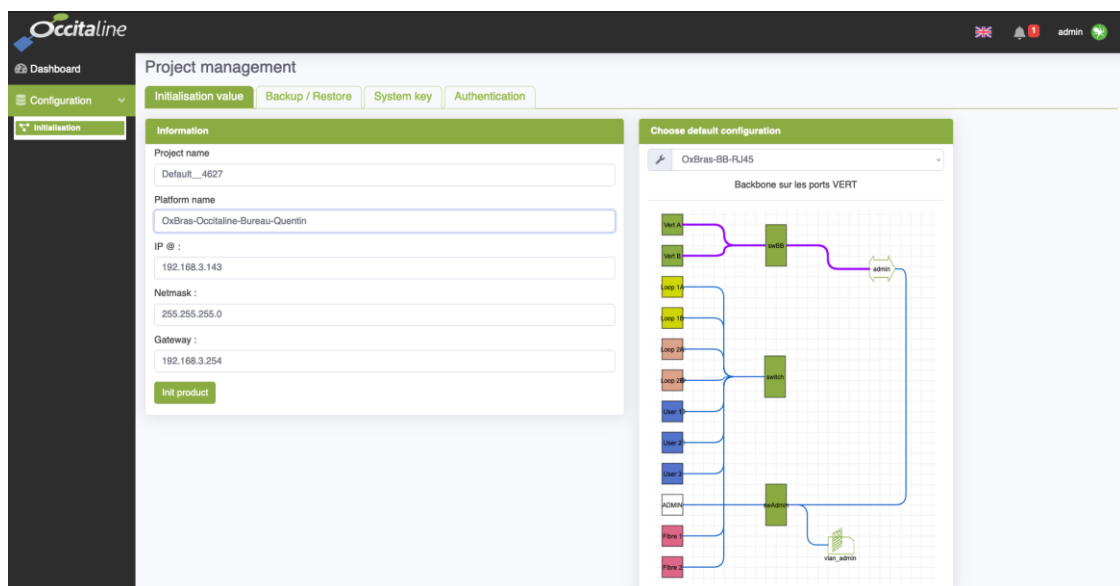 Occitaline
1
admin
Dashboard
Configuration
Initialisation
Project management
Initialisation value
Backup / Restore
System key
Authentication
Information
Project name
Default__4627
Platform name
OxBras-Occitaline-Bureau-Quentin
IP @ :
192.168.3.143
Netmask :
255.255.255.0
Gateway :
192.168.3.254
Init product
Choose default configuration
OxBras-BB-RJ45
Backbone sur les ports VERT
Vert A
swBB
Vert B
admin
Loop 1A
Loop 1B
Loop 2A
Loop 2B
switch
User 1
User 2
User 3
ADMIN
swAdmin
Fibre 1
vlan_admin
Fibre 2